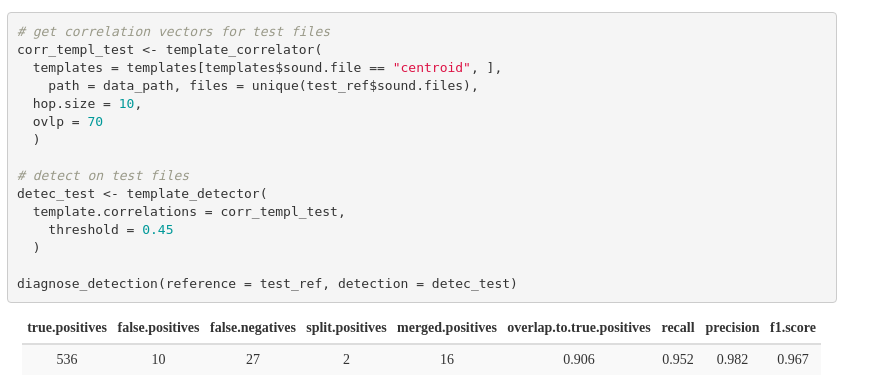 # get correlation vectors for test files
corr_templ_test <- template_correlator(
  templates = templates[templates$sound.file == "centroid", ],
    path = data_path, files = unique(test_ref$sound.files),
  hop.size = 10,
  ovlp = 70
  )

# detect on test files
detec_test <- template_detector(
  template.correlations = corr_templ_test,
    threshold = 0.45
  )

diagnose_detection(reference = test_ref, detection = detec_test)
true.positives false.positives false.negatives split.positives merged.positives overlap.to.true.positives recall precision f1.score
536 10 27 2 16 0.906 0.952 0.982 0.967